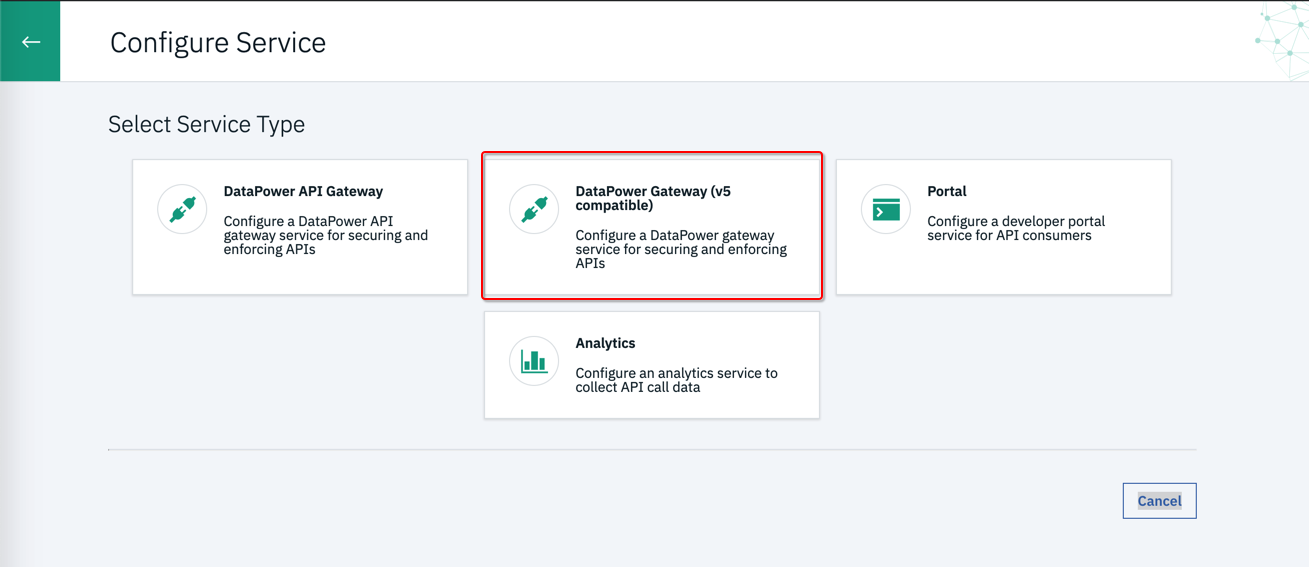 Configure Service
Select Service Type
DataPower API Gateway
Configure a DataPower API
gateway service for securing and
enforcing APIs
DataPower Gateway (v5
compatible)
Configure a DataPower gateway
service for securing and enforcing
APIs
Portal
Configure a developer portal
service for API consumers
Analytics
Configure an analytics service to
collect API call data
Cancel